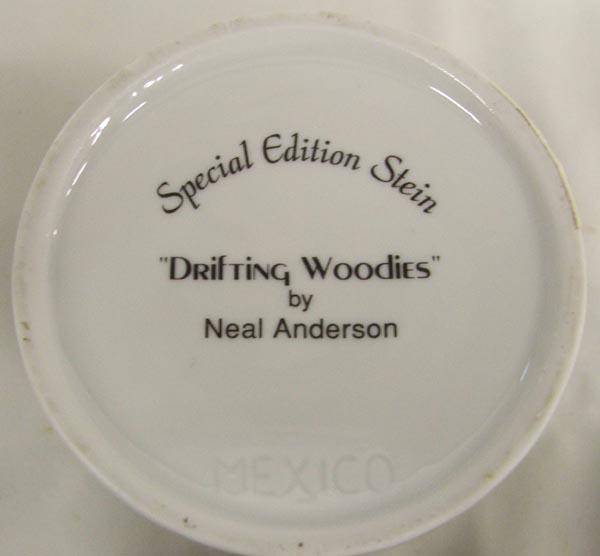 Special Edition Stein
"Drifting Woodies"
by
Neal Anderson
MEXICO